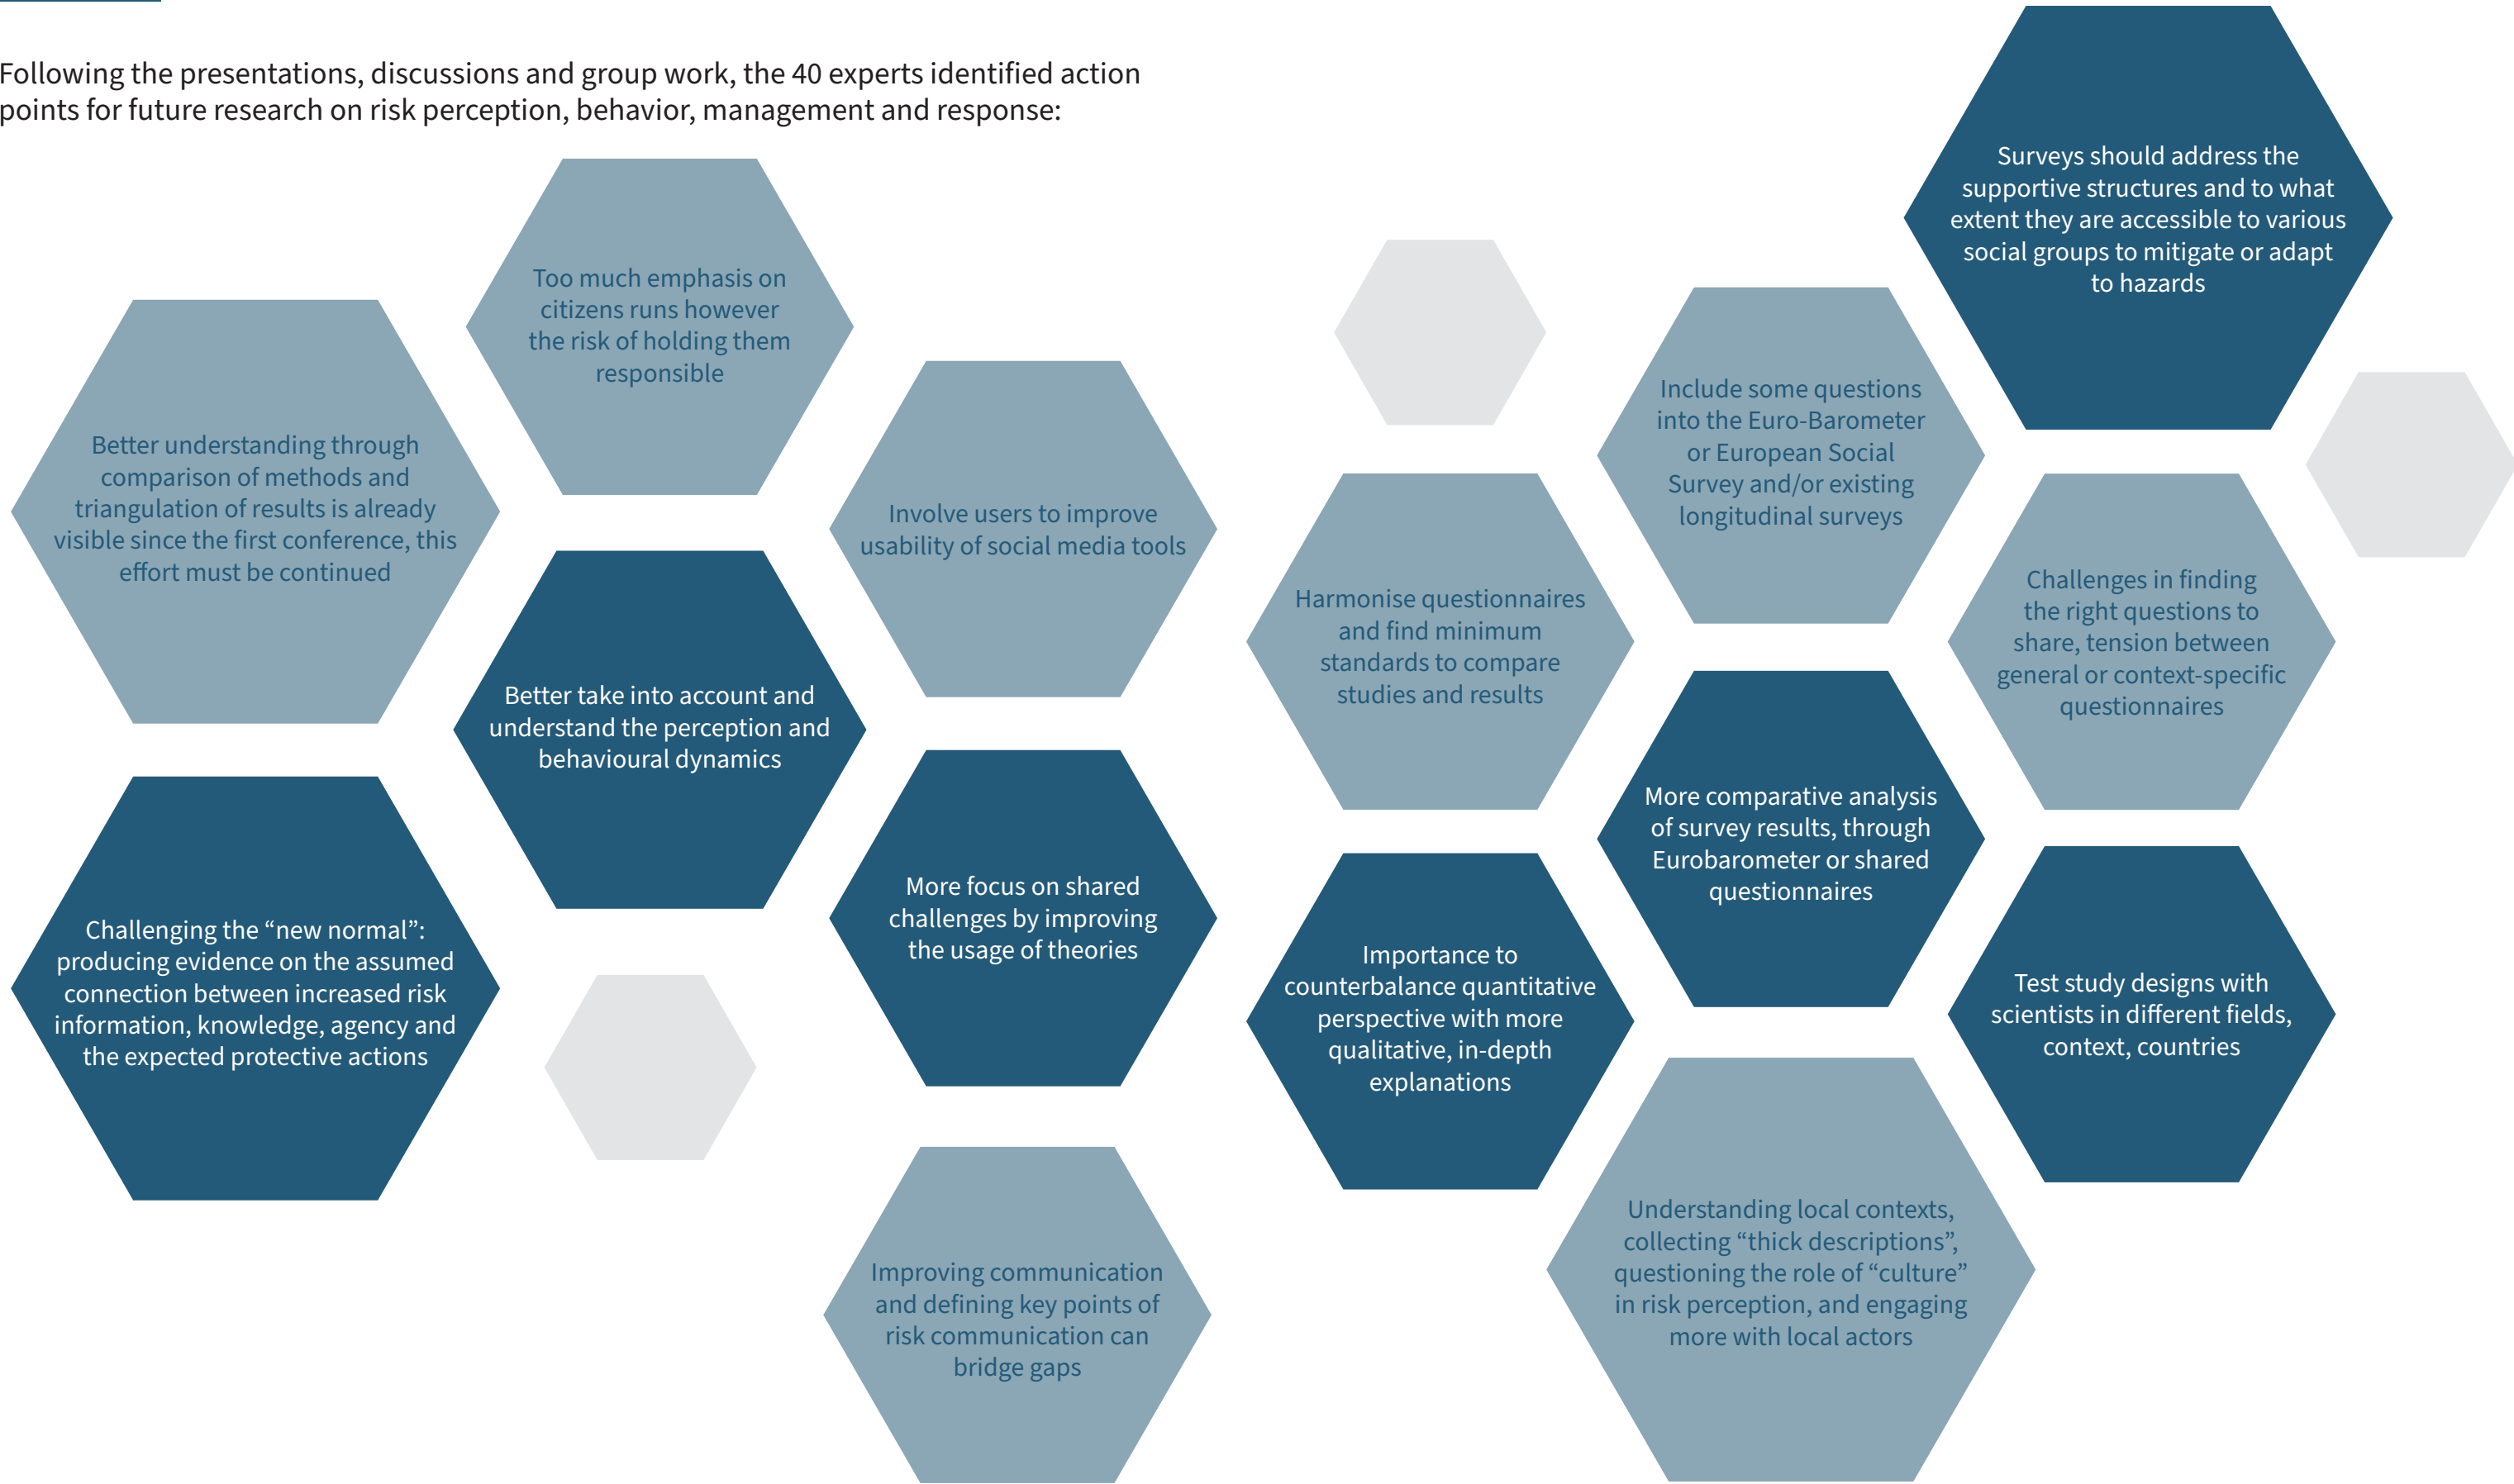 Following the presentations, discussions and group work, the 40 experts identified action
points for future research on risk perception, behavior, management and response:
Too much emphasis on
citizens runs however
the risk of holding them
responsible
Better understanding through
comparison of methods and
triangulation of results is already
visible since the first conference, this
effort must be continued
Involve users to improve
usability of social media tools
Better take into account and
understand the perception and
behavioural dynamics
More focus on shared
challenges by improving
the usage of theories
Challenging the “new normal”:
producing evidence on the assumed
connection between increased risk
information, knowledge, agency and
the expected protective actions
Improving communication
and defining key points of
risk communication can
bridge gaps
Surveys should address the
supportive structures and to what
extent they are accessible to various
social groups to mitigate or adapt
to hazards
Include some questions
into the Euro-Barometer
or European Social
Survey and/or existing
longitudinal surveys
Harmonise questionnaires
and find minimum
standards to compare
studies and results
Challenges in finding
the right questions to
share, tension between
general or context-specific
questionnaires
More comparative analysis
of survey results, through
Eurobarometer or shared
questionnaires
Importance to
counterbalance quantitative
perspective with more
qualitative, in-depth
explanations
Test study designs with
scientists in different fields,
context, countries
Understanding local contexts,
collecting “thick descriptions”,
questioning the role of “culture”
in risk perception, and engaging
more with local actors